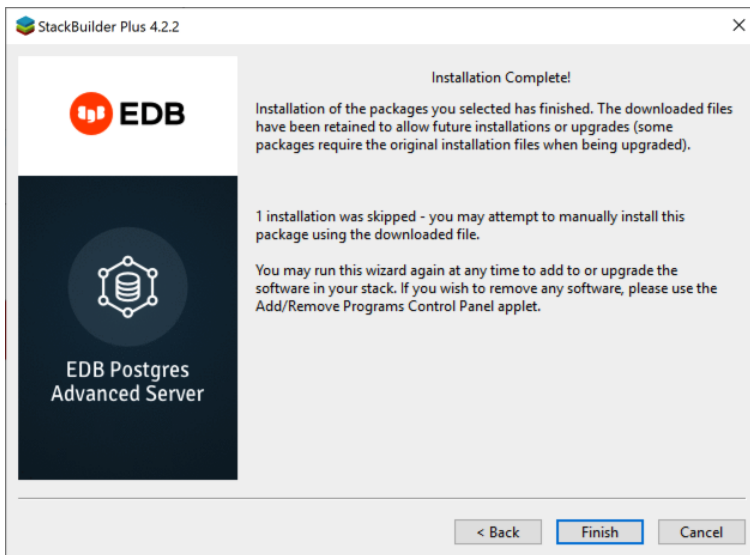 StackBuilder Plus 4.2.2
Installation Complete!
EDB
Installation of the packages you selected has finished. The downloaded files
have been retained to allow future installations or upgrades (some
packages require the original installation files when being upgraded).
1 installation was skipped - you may attempt to manually install this
package using the downloaded file.
You may run this wizard again at any time to add to or upgrade the
software in your stack. If you wish to remove any software, please use the
Add/Remove Programs Control Panel applet.
EDB Postgres
Advanced Server
< Back
Finish
Cancel